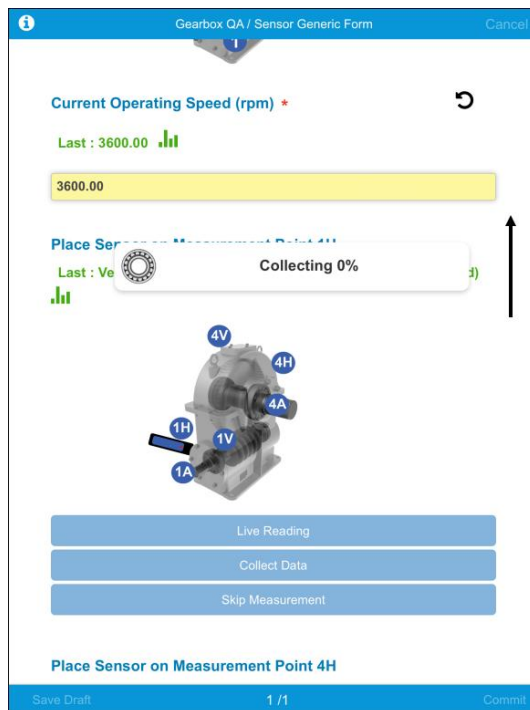 Gearbox QA / Sensor Generic Form
Cancel
1
Current Operating Speed (rpm) *
Last : 3600.00
3600.00
Place Sensor on Measurement Point 1H
Last : Ve
d)
Collecting 0%
4V
4H
4A
1H
1V
1A
Live Reading
Collect Data
Skip Measurement
Place Sensor on Measurement Point 4H
Save Draft
1 /1
Commit